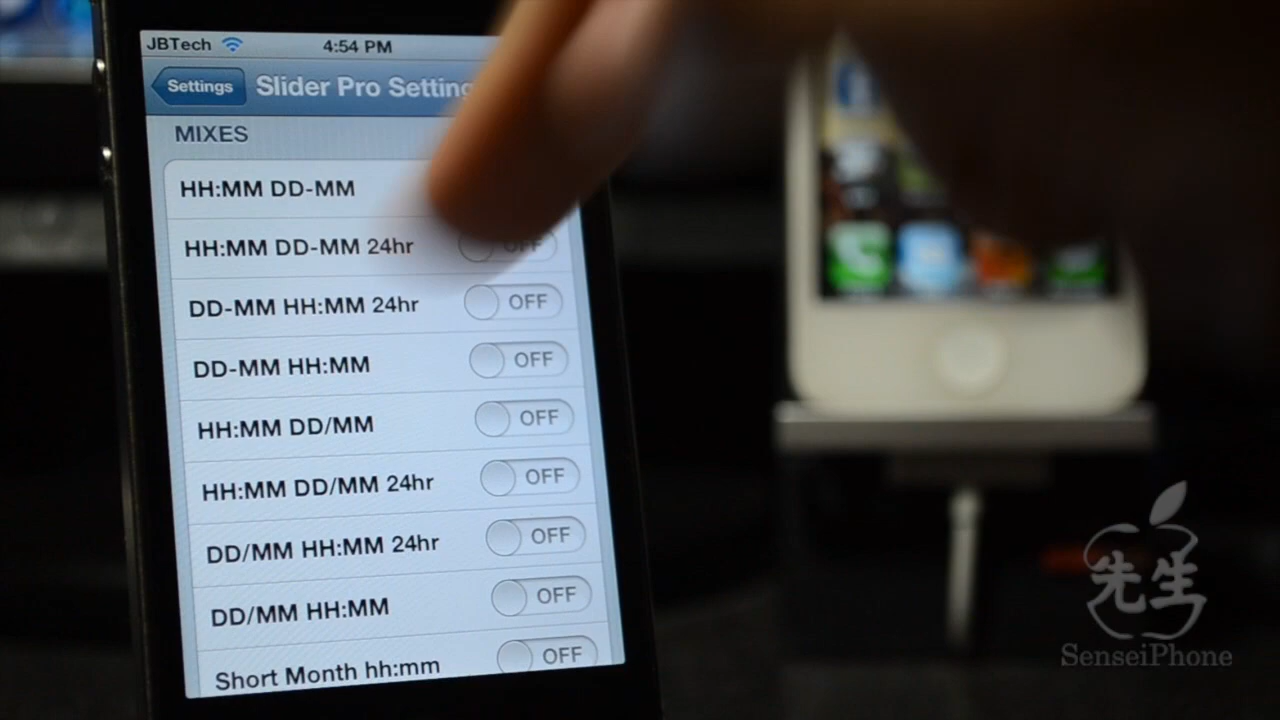 JBTech 4:54 PM
Settings Slider Pro
MIXES
HH:MM DD-MM
HH:MM DD-MM 24hr OFF
DD-MM HH:MM 24hr OFF
DD-MM HH:MM OFF
HH:MM DD/MM OFF
HH:MM DD/MM 24hr OFF
DD/MM HH:MM 24hr OFF
DD/MM HH:MM OFF
Short Month hh:mm OFF
先生
SenseiPhone